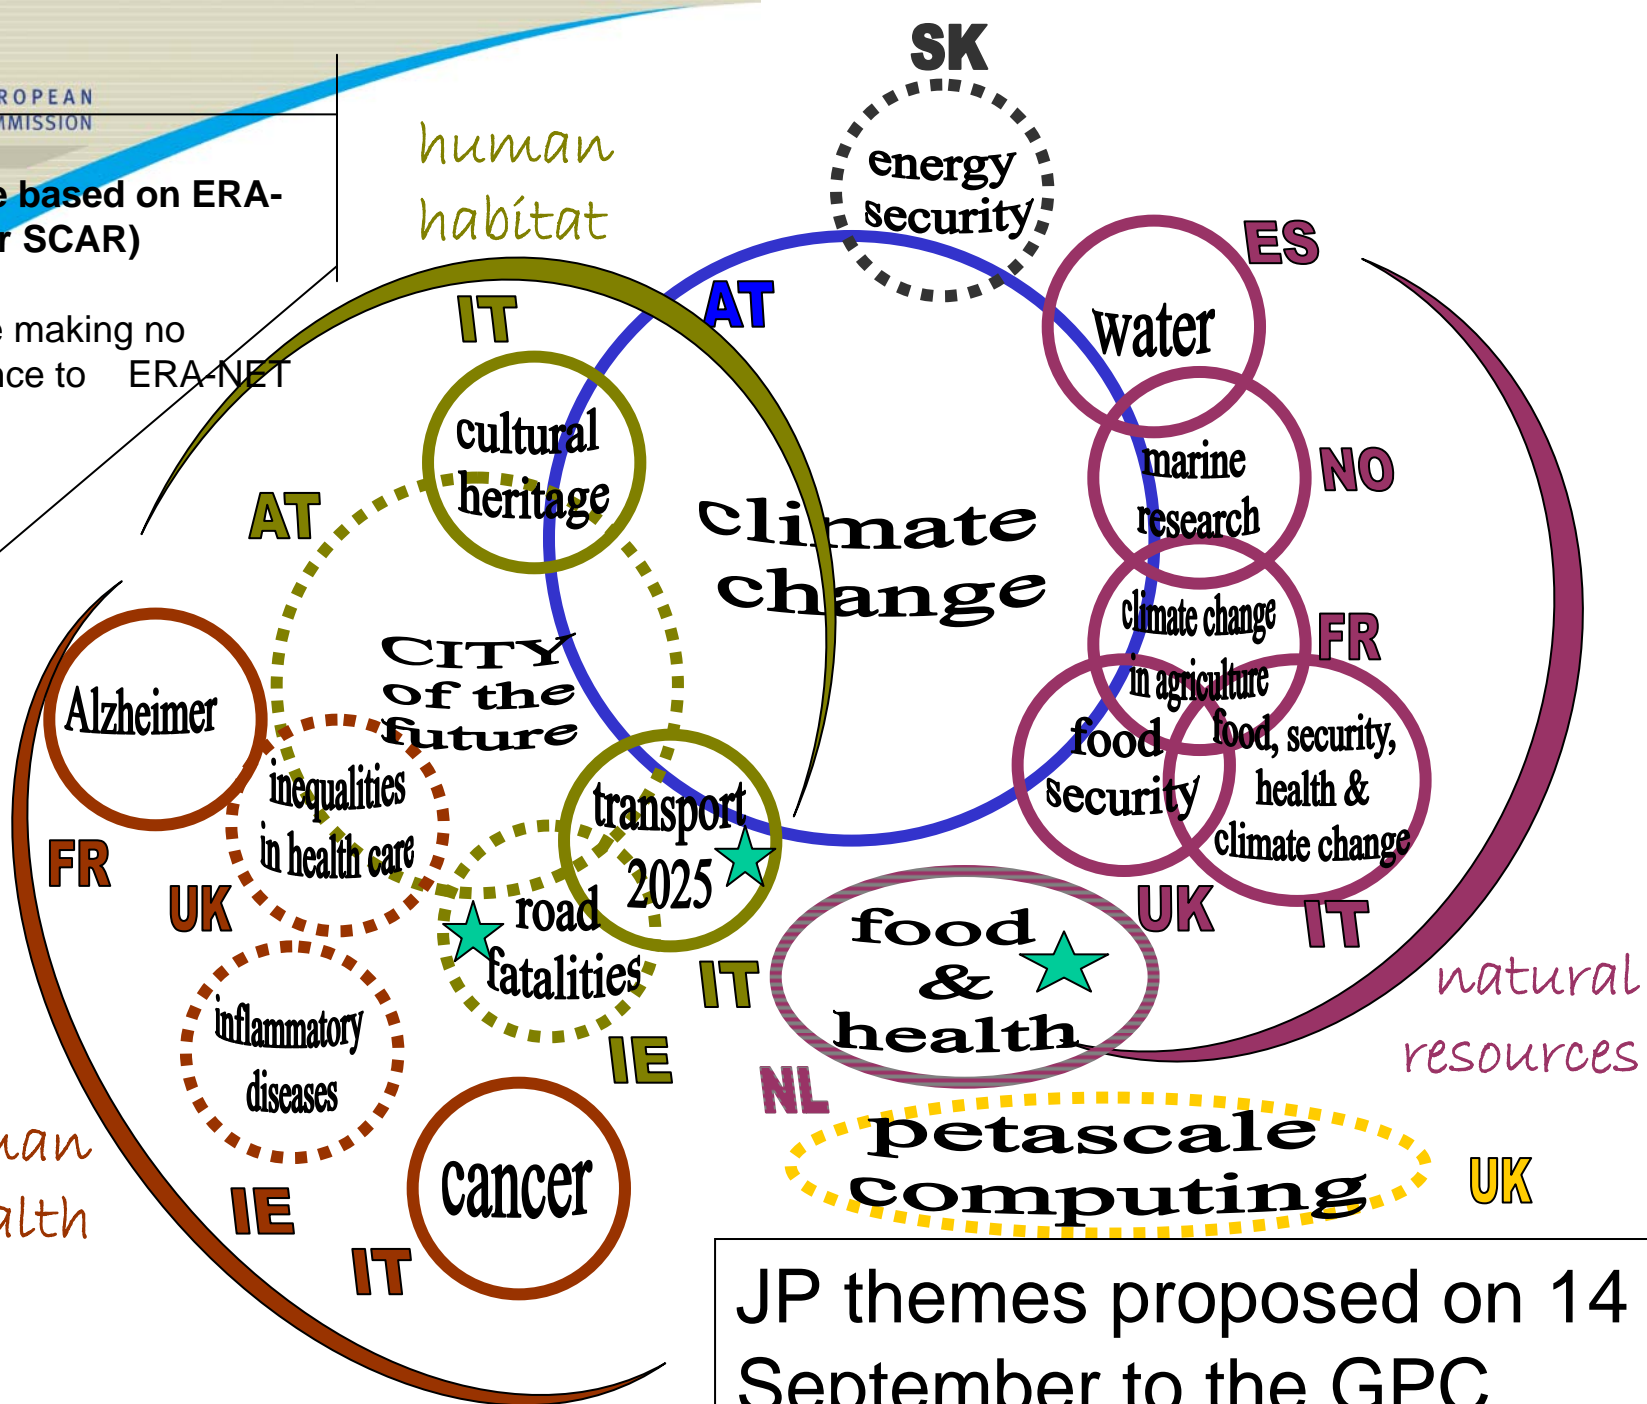 ROPEAN
MMISSION
e based on ERA-
r SCAR)
e making no
nce to ERA-NET
human
habitat
SK
energy
security
AT
IT
cultural
heritage
climate
change
ES
water
NO
marine
research
FR
climate change
in agriculture
food
security
UK
food, security,
health &
climate change
IT
natural
resources
AT
CITY
of the
future
transport
2025
IT
road
fatalities
IE
Alzheimer
FR
inequalities
in health care
UK
inflammatory
diseases
IE
cancer
IT
uan
alth
food
&
health
NL
petascale
computing
UK
JP themes proposed on 14
September to the GPC